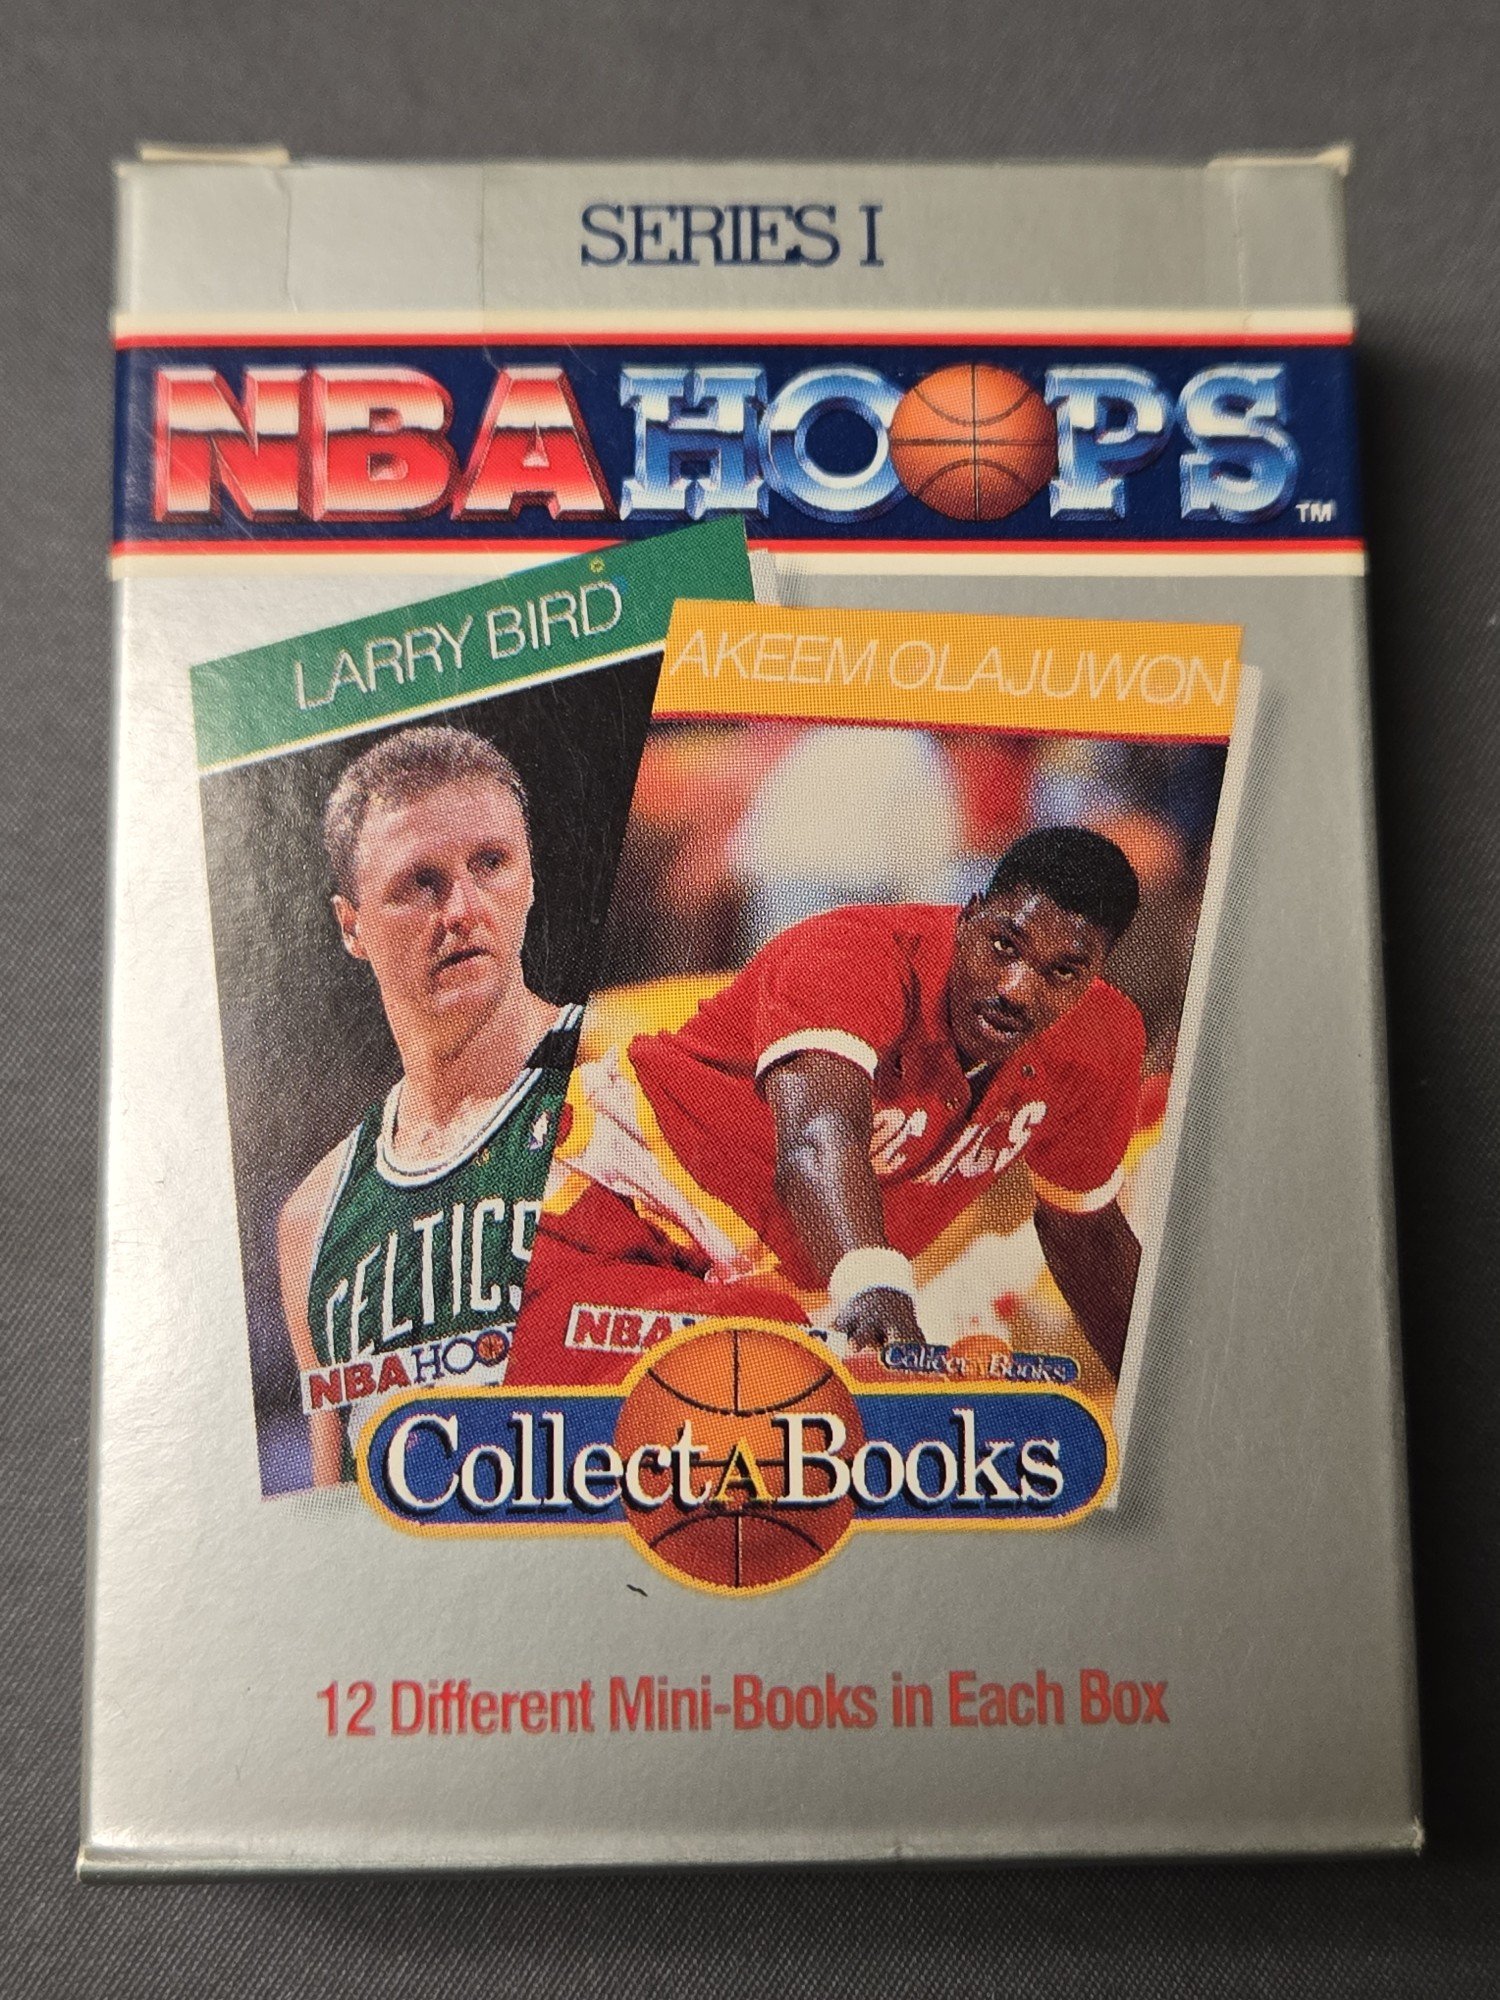 SERIES I
NBA HOOPS TM
LARRY BIRD
AKEEM OLAJUWON
CELTICS
NBA HOO
NBA
Collect A Books
Collect A Books
12 Different Mini-Books in Each Box